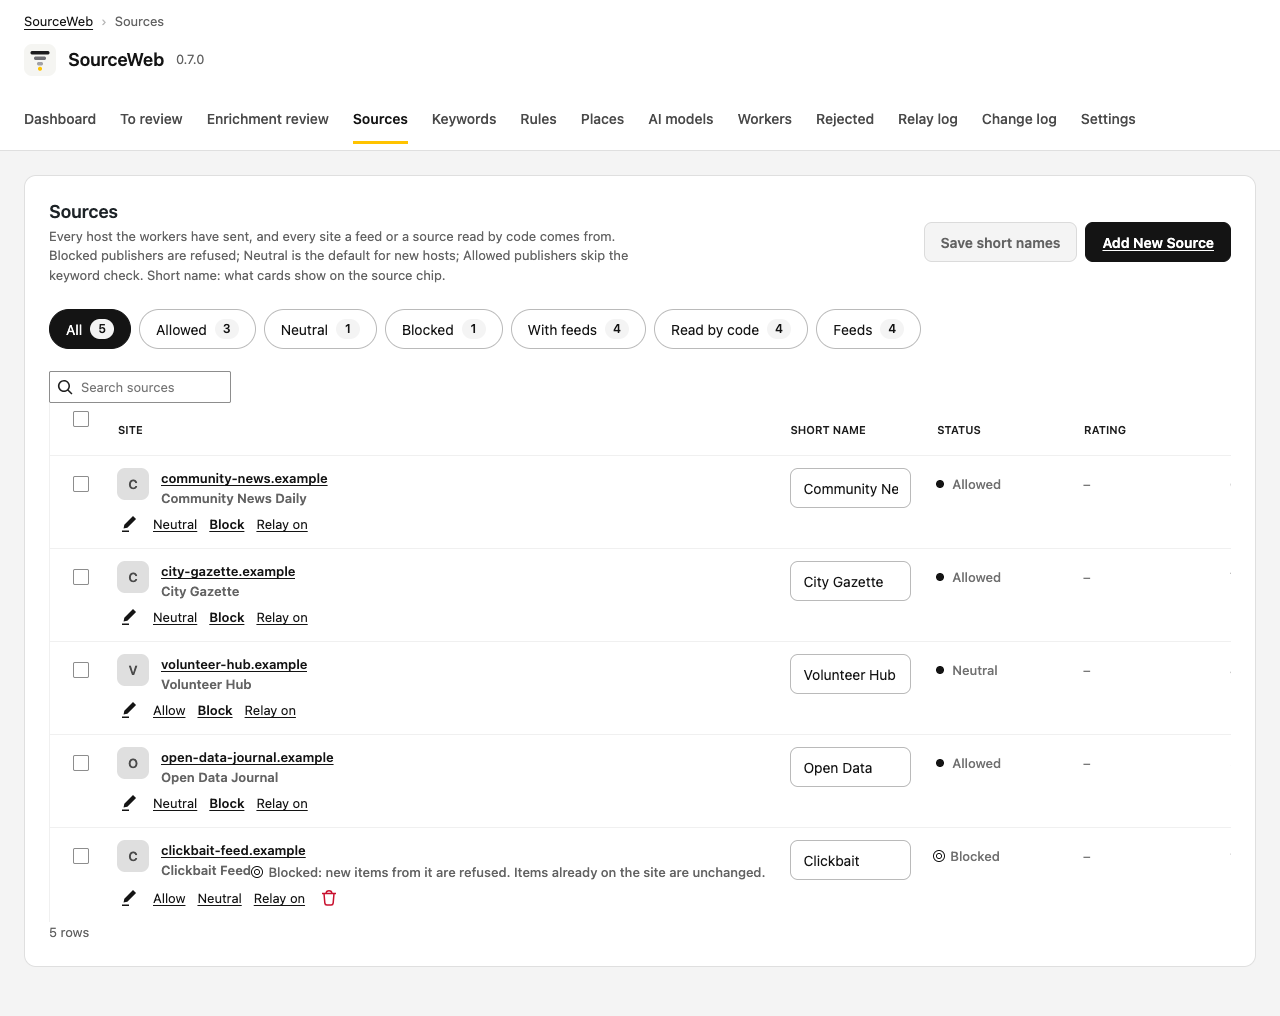 SourceWeb › Sources
SourceWeb 0.7.0
Dashboard To review Enrichment review Sources Keywords Rules Places AI models Workers Rejected Relay log Change log Settings
Sources
Every host the workers have sent, and every site a feed or a source read by code comes from.
Blocked publishers are refused; Neutral is the default for new hosts; Allowed publishers skip the
keyword check. Short name: what cards show on the source chip.
Save short names Add New Source
All 5 Allowed 3 Neutral 1 Blocked 1 With feeds 4 Read by code 4 Feeds 4
Search sources
SITE SHORT NAME STATUS RATING
C community-news.example Community Ne Allowed –
Community News Daily
Neutral Block Relay on
C city-gazette.example City Gazette Allowed –
City Gazette
Neutral Block Relay on
V volunteer-hub.example Volunteer Hub Neutral –
Volunteer Hub
Allow Block Relay on
O open-data-journal.example Open Data Allowed –
Open Data Journal
Neutral Block Relay on
C clickbait-feed.example Clickbait Blocked –
Clickbait Feed Blocked: new items from it are refused. Items already on the site are unchanged.
Allow Neutral Relay on
5 rows